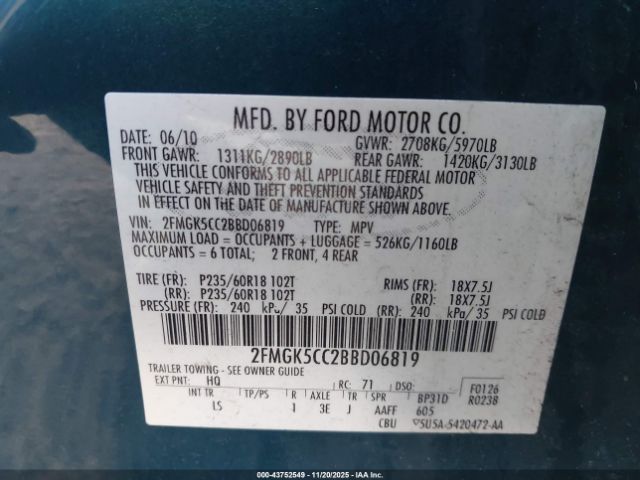 MFD. BY FORD MOTOR CO.
DATE: 06/10 GVWR: 2708KG/5970LB
FRONT GAWR: 1311KG/2890LB REAR GAWR: 1420KG/3130LB
THIS VEHICLE CONFORMS TO ALL APPLICABLE FEDERAL MOTOR
VEHICLE SAFETY AND THEFT PREVENTION STANDARDS
IN EFFECT ON THE DATE OF MANUFACTURE SHOWN ABOVE.
VIN: 2FMGK5CC2BBD06819 TYPE: MPV
MAXIMUM LOAD = OCCUPANTS + LUGGAGE = 526KG/1160LB
OCCUPANTS = 6 TOTAL; 2 FRONT, 4 REAR
TIRE (FR): P235/60R18 102T RIMS (FR): 18X7.5J
(RR): P235/60R18 102T (RR): 18X7.5J
PRESSURE (FR): 240 kPa/ 35 PSI COLD (RR): 240 kPa/ 35 PSI COLD
2FMGK5CC2BBD06819
TRAILER TOWING - SEE OWNER GUIDE
EXT PNT: HQ RC: 71 DSO: F0126
INT TR TP/PS R AXLE TR SPR BP31D R0238
LS 1 3E J AAFF 605
CBU 5U5A-5420472-AA
000-43752549 - 11/20/2025 - IAAI.COM